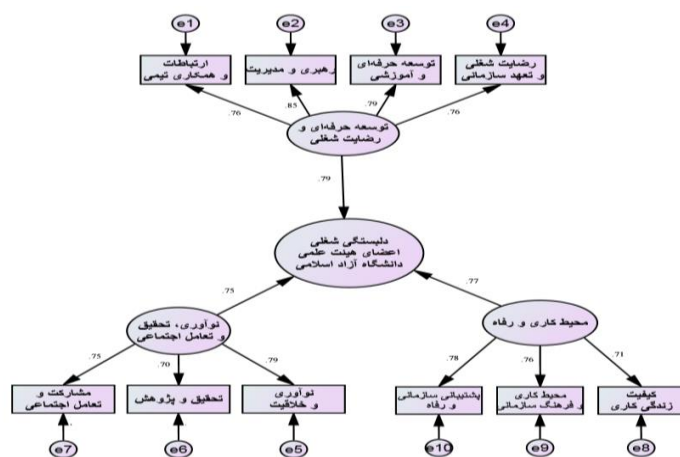 e1
e2
e3
e4
ارتباطات
و همکاری تیمی
رهبری و مدیریت
توسعه حرفه‌ای
و آموزشی
رضایت شغلی
و تعهد سازمانی
.76
.85
.79
.76
توسعه حرفه‌ای و
رضایت شغلی
.79
دلبستگی شغلی
اعضای هیئت علمی
دانشگاه آزاد اسلامی
.75
.77
نوآوری، تحقیق
و تعامل اجتماعی
محیط کاری و رفاه
.75
.70
.79
.78
.76
.71
مشارکت و
تعامل اجتماعی
تحقیق و پژوهش
نوآوری
و خلاقیت
پشتیبانی سازمانی
و رفاه
محیط کاری
و فرهنگ سازمانی
کیفیت
زندگی کاری
e7
e6
e5
e10
e9
e8